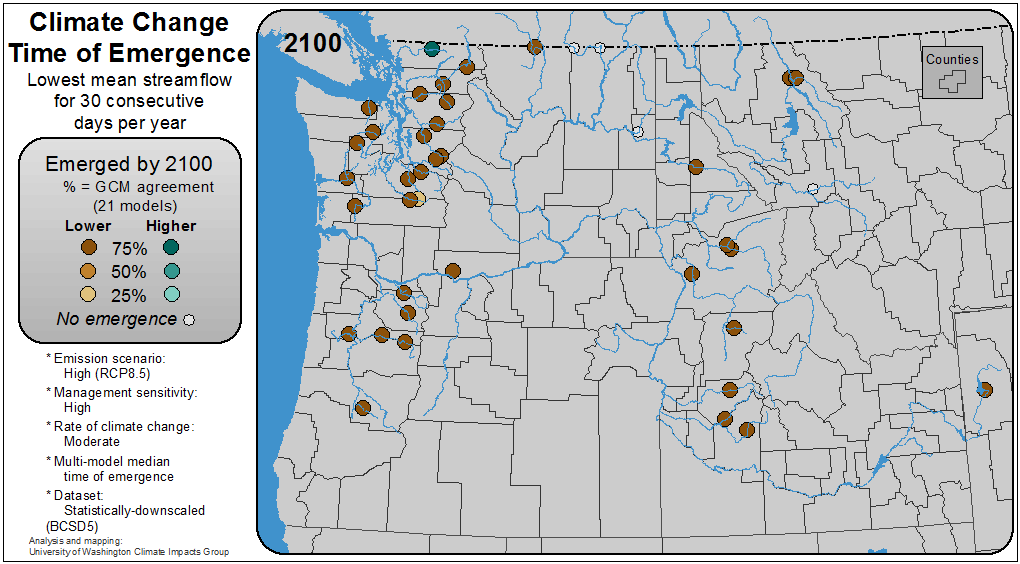 Climate Change
Time of Emergence
Lowest mean streamflow
for 30 consecutive
days per year
Emerged by 2100
% = GCM agreement
(21 models)
Lower Higher
75%
50%
25%
No emergence
* Emission scenario:
High (RCP8.5)
* Management sensitivity:
High
* Rate of climate change:
Moderate
* Multi-model median
time of emergence
* Dataset:
Statistically-downscaled
(BCSD5)
Analysis and mapping:
University of Washington Climate Impacts Group
2100
Counties